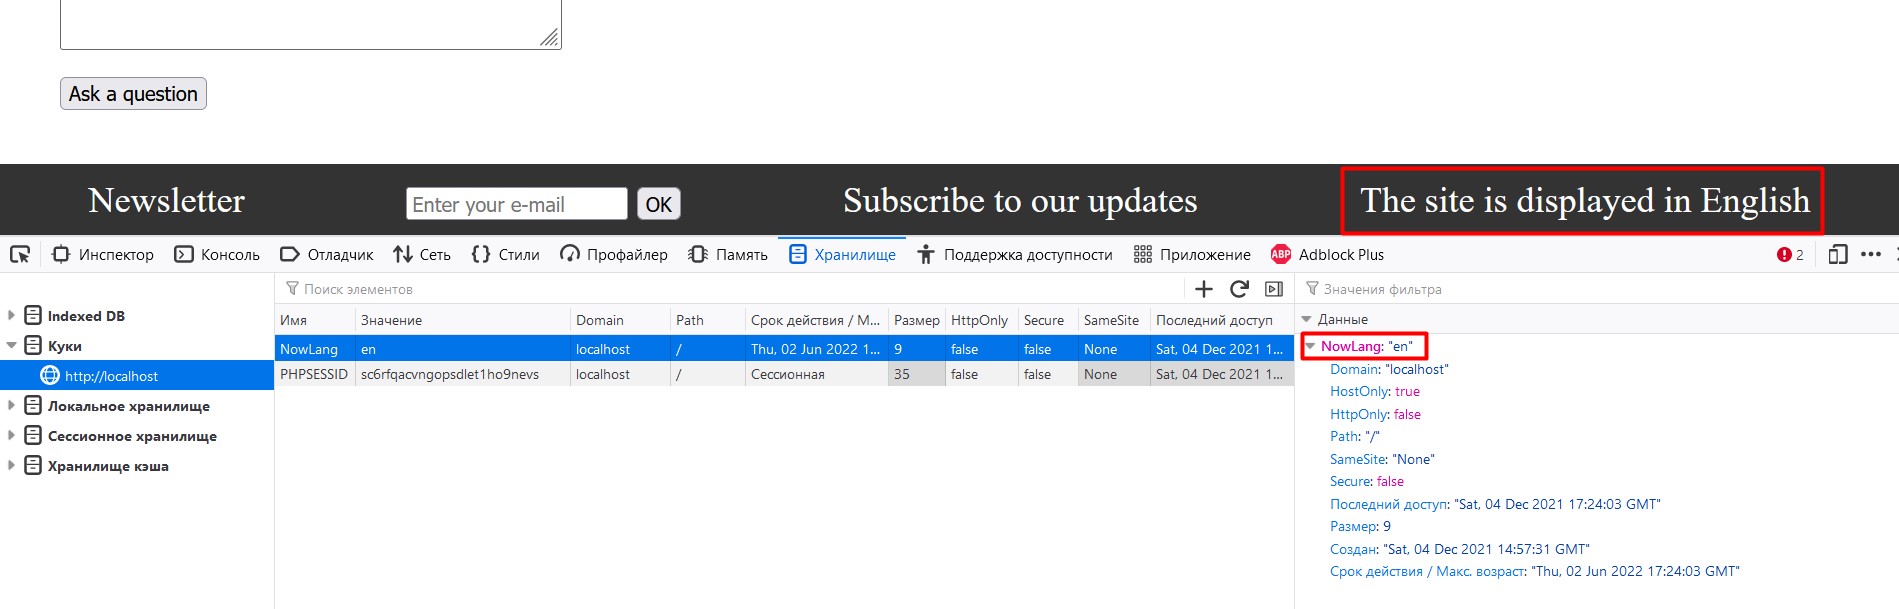 Ask a question
Newsletter Enter your e-mail OK Subscribe to our updates The site is displayed in English
Инспектор Консоль Отладчик Сеть Стили Профайлер Память Хранилище Поддержка доступности Приложение ABP Adblock Plus 2
Indexed DB
Куки
http://localhost
Локальное хранилище
Сессионное хранилище
Хранилище кэша
Поиск элементов
Имя Значение Domain Path Срок действия / М... Размер HttpOnly Secure SameSite Последний доступ
NowLang en localhost / Thu, 02 Jun 2022 1... 9 false false None Sat, 04 Dec 2021 1...
PHPSESSID sc6rfqacvngopsdlet1ho9nevs localhost / Сессионная 35 false false None Sat, 04 Dec 2021 1...
Значения фильтра
Данные
NowLang: "en"
Domain: "localhost"
HostOnly: true
HttpOnly: false
Path: "/"
SameSite: "None"
Secure: false
Последний доступ: "Sat, 04 Dec 2021 17:24:03 GMT"
Размер: 9
Создан: "Sat, 04 Dec 2021 14:57:31 GMT"
Срок действия / Макс. возраст: "Thu, 02 Jun 2022 17:24:03 GMT"